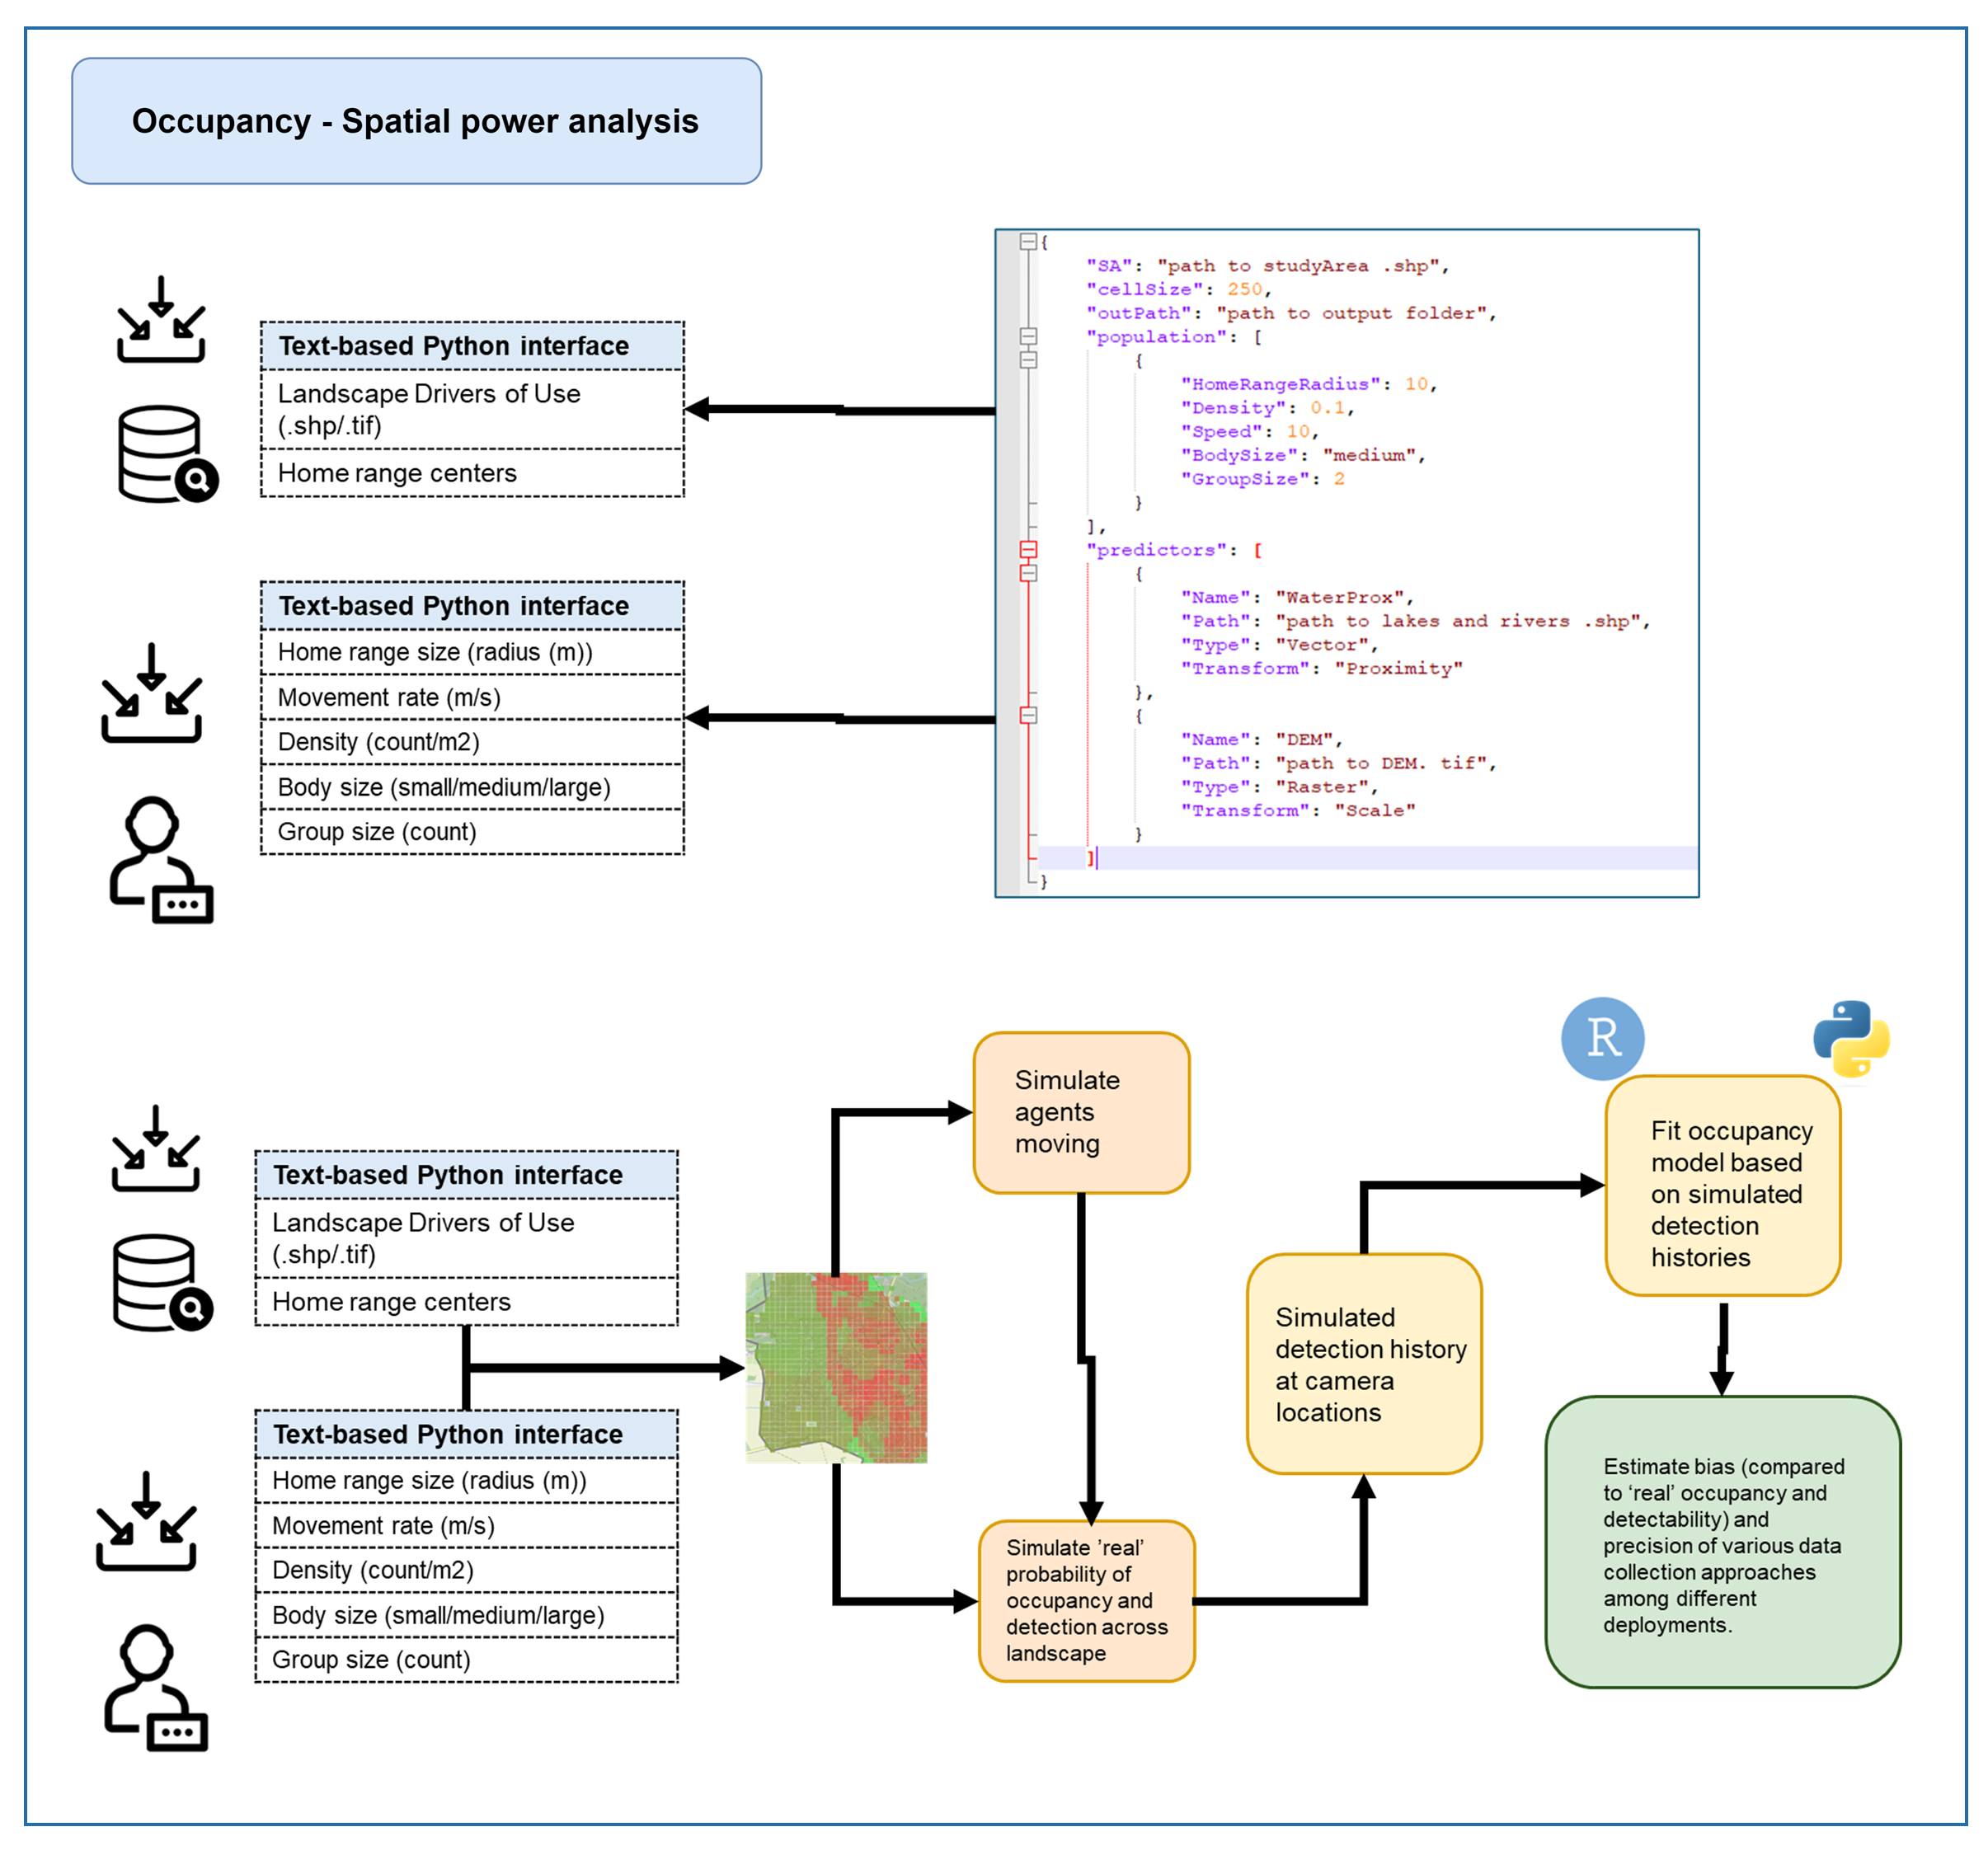 Occupancy - Spatial power analysis
Text-based Python interface
Landscape Drivers of Use
(.shp/.tif)
Home range centers
Text-based Python interface
Home range size (radius (m))
Movement rate (m/s)
Density (count/m2)
Body size (small/medium/large)
Group size (count)
{
"SA": "path to studyArea .shp",
"cellSize": 250,
"outPath": "path to output folder",
"population": [
{
"HomeRangeRadius": 10,
"Density": 0.1,
"Speed": 10,
"BodySize": "medium",
"GroupSize": 2
}
],
"predictors": [
{
"Name": "WaterProx",
"Path": "path to lakes and rivers .shp",
"Type": "Vector",
"Transform": "Proximity"
},
{
"Name": "DEM",
"Path": "path to DEM. tif",
"Type": "Raster",
"Transform": "Scale"
}
]
}
Text-based Python interface
Landscape Drivers of Use
(.shp/.tif)
Home range centers
Text-based Python interface
Home range size (radius (m))
Movement rate (m/s)
Density (count/m2)
Body size (small/medium/large)
Group size (count)
Simulate
agents
moving
Simulate ’real’
probability of
occupancy and
detection across
landscape
Simulated
detection history
at camera
locations
R
Fit occupancy
model based
on simulated
detection
histories
Estimate bias (compared
to ‘real’ occupancy and
detectability) and
precision of various data
collection approaches
among different
deployments.